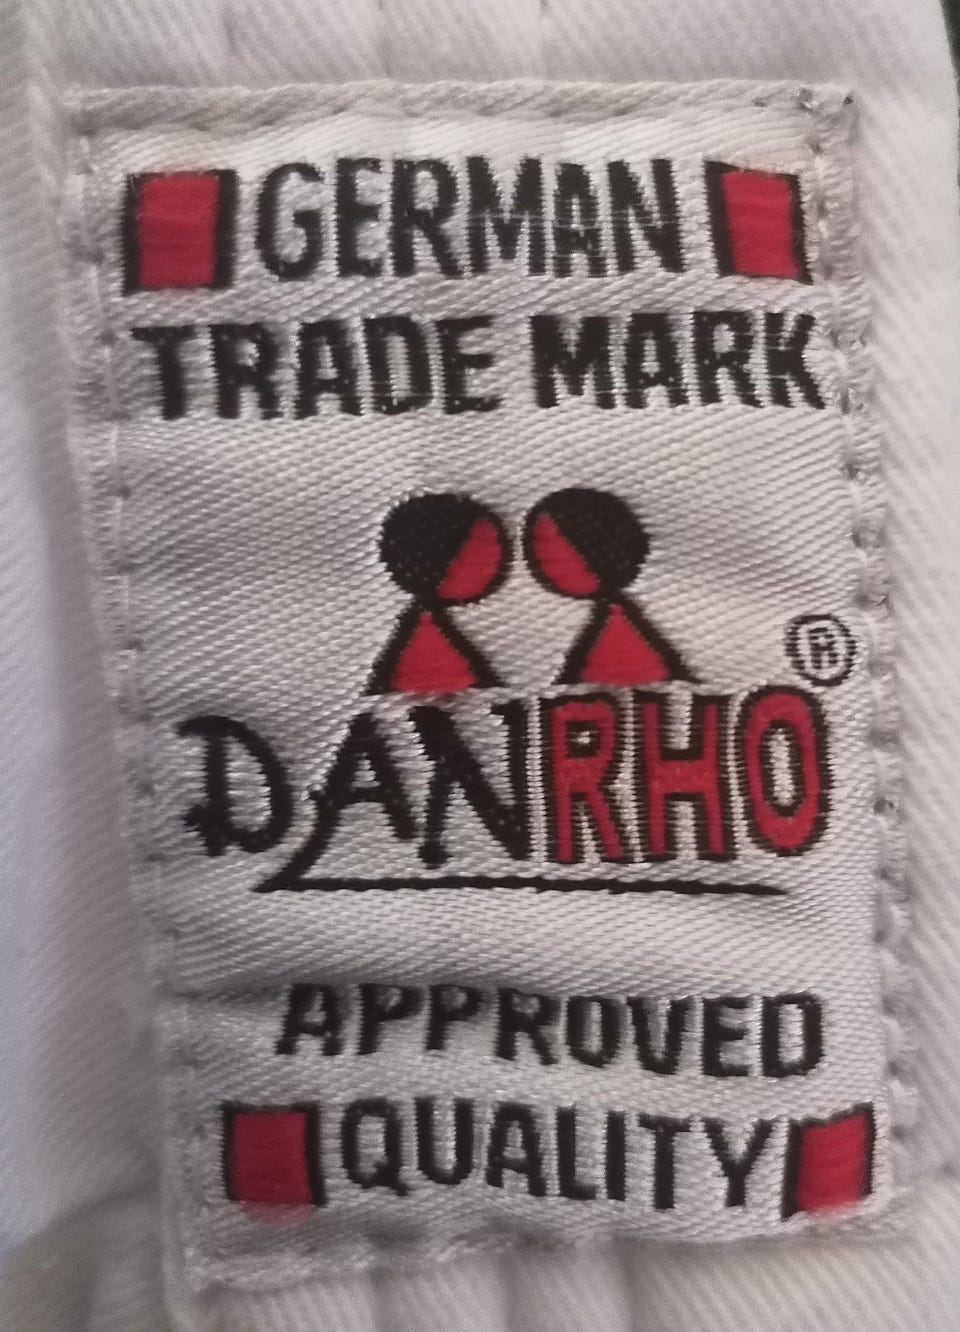 GERMAN
TRADE MARK
DANRHO®
APPROVED
QUALITY